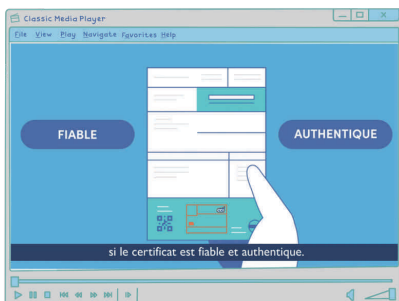 Classic Media Player
File View Play Navigate Favorites Help
FIABLE
AUTHENTIQUE
si le certificat est fiable et authentique.